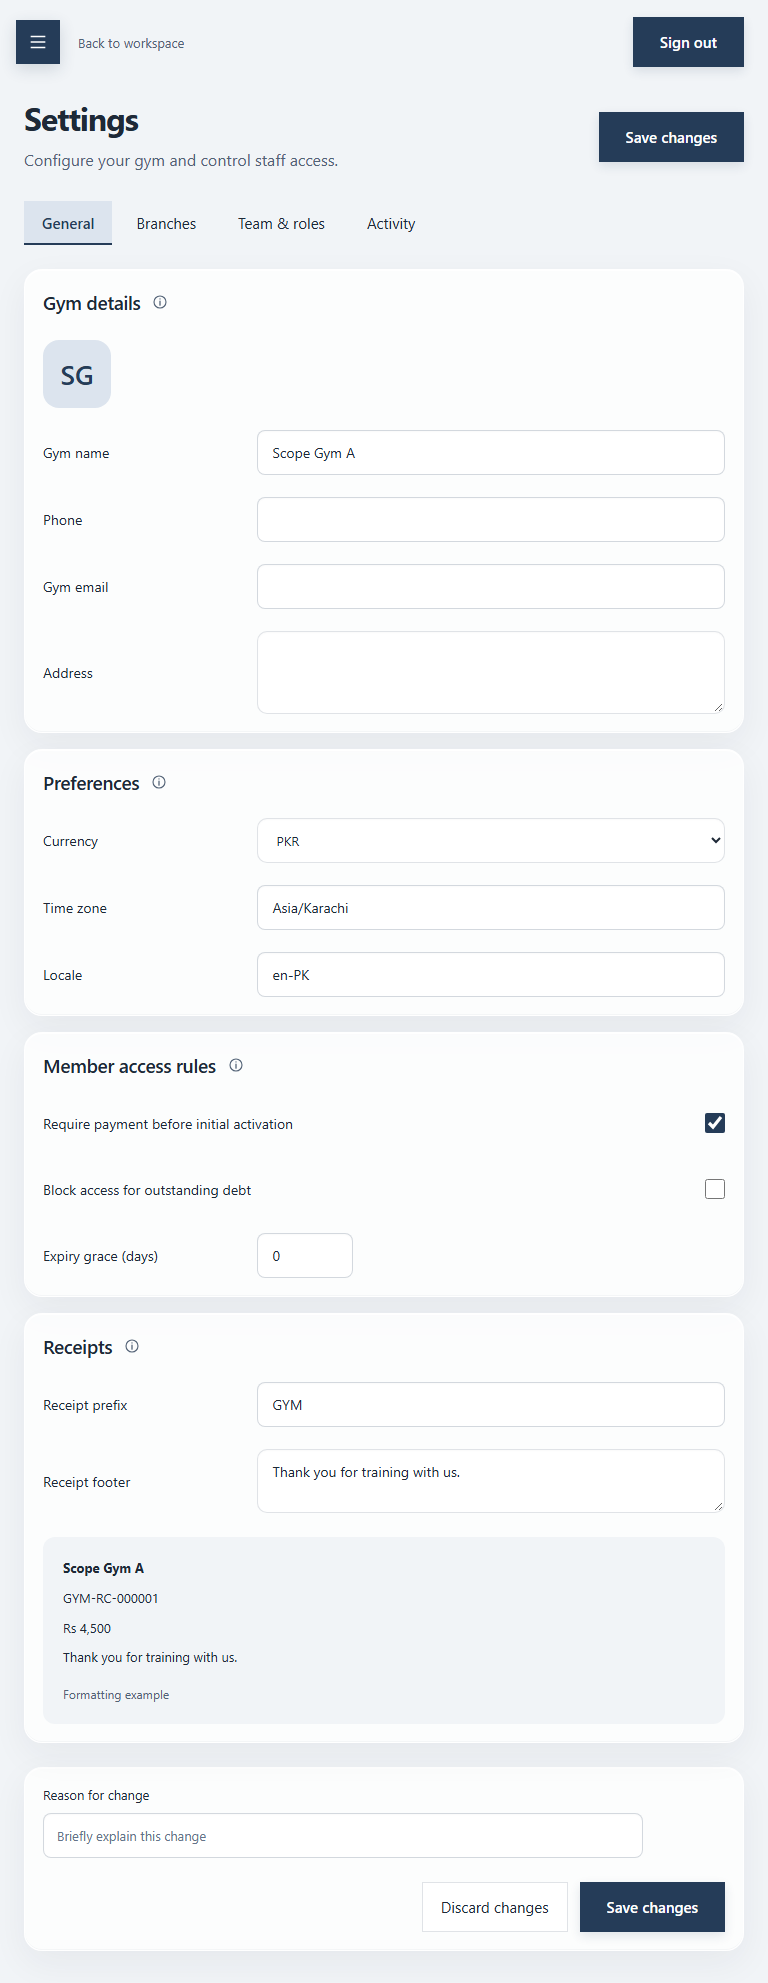 Back to workspace
Sign out
Settings
Save changes
Configure your gym and control staff access.
General
Branches
Team & roles
Activity
Gym details
SG
Gym name
Scope Gym A
Phone
Gym email
Address
Preferences
Currency
PKR
Time zone
Asia/Karachi
Locale
en-PK
Member access rules
Require payment before initial activation
Block access for outstanding debt
Expiry grace (days)
0
Receipts
Receipt prefix
GYM
Receipt footer
Thank you for training with us.
Scope Gym A
GYM-RC-000001
Rs 4,500
Thank you for training with us.
Formatting example
Reason for change
Briefly explain this change
Discard changes
Save changes